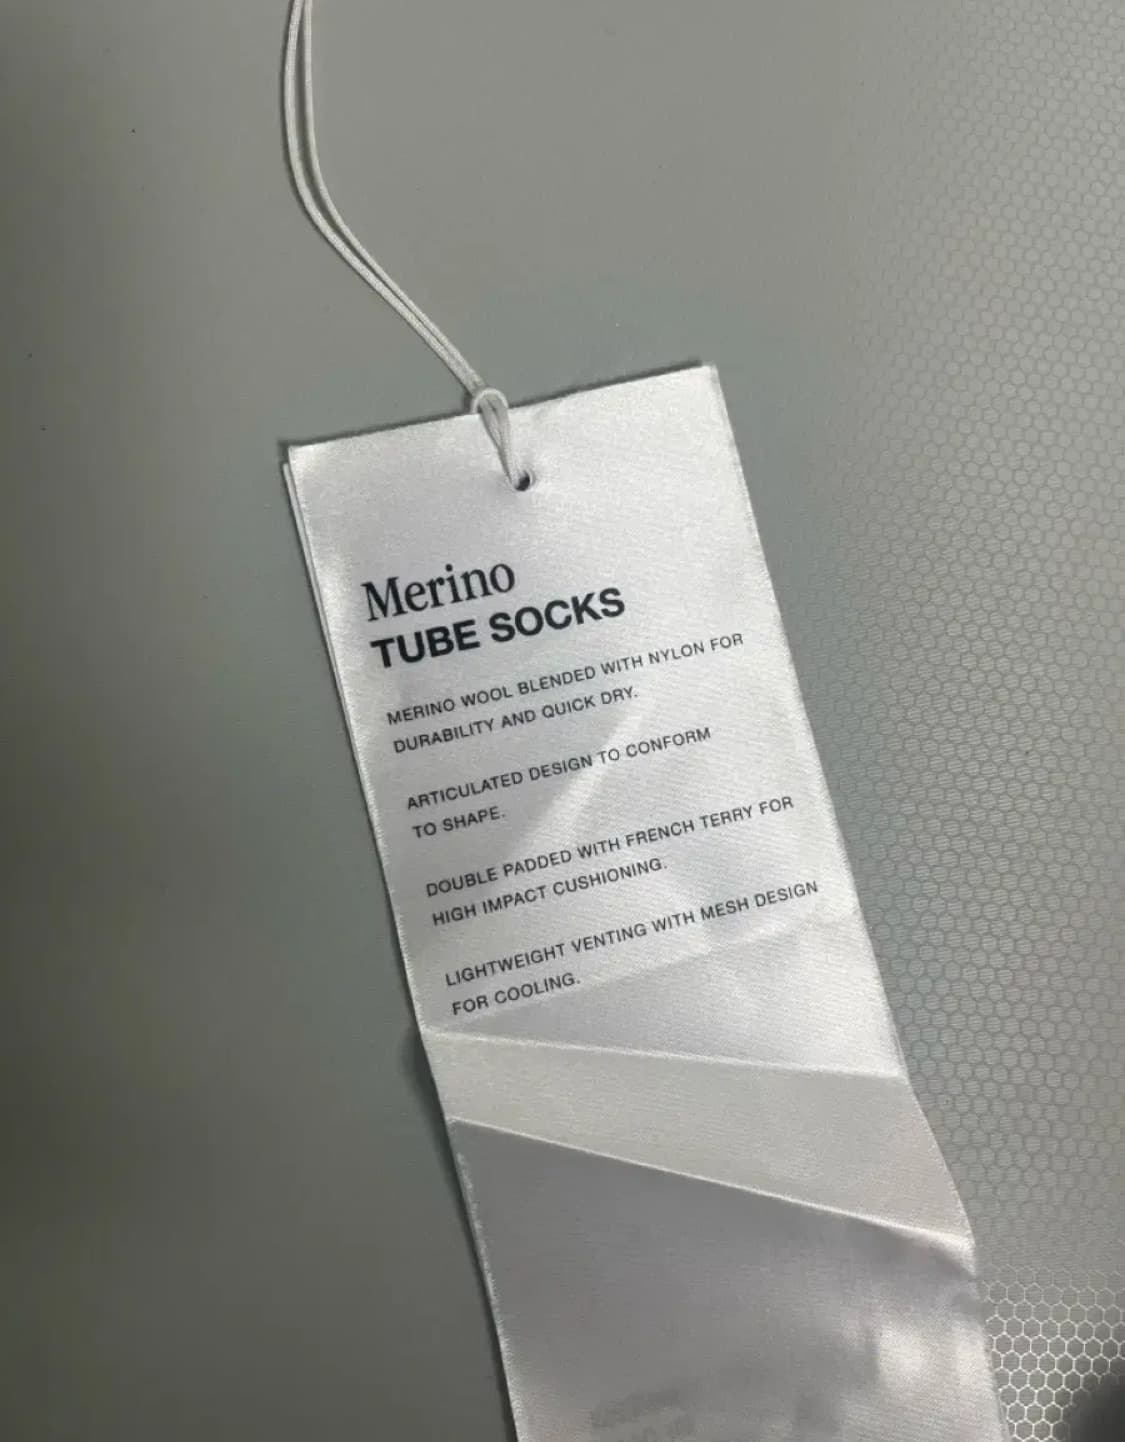 Merino
TUBE SOCKS
MERINO WOOL BLENDED WITH NYLON FOR
DURABILITY AND QUICK DRY.
ARTICULATED DESIGN TO CONFORM
TO SHAPE.
DOUBLE PADDED WITH FRENCH TERRY FOR
HIGH IMPACT CUSHIONING.
LIGHTWEIGHT VENTING WITH MESH DESIGN
FOR COOLING.